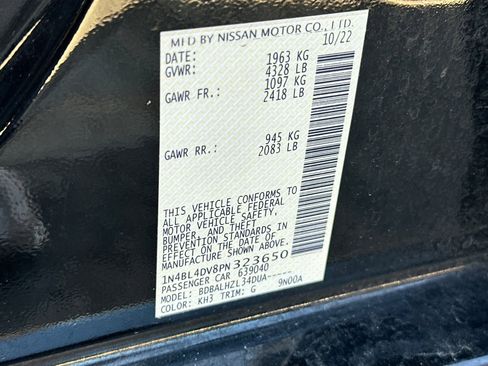 MFD BY NISSAN MOTOR CO., LTD.
DATE: 10/22
GVWR: 1963 KG
4328 LB
GAWR FR.: 1097 KG
2418 LB
GAWR RR.: 945 KG
2083 LB
THIS VEHICLE CONFORMS TO
ALL APPLICABLE FEDERAL
MOTOR VEHICLE SAFETY,
BUMPER, AND THEFT
PREVENTION STANDARDS IN
EFFECT ON THE DATE OF
MANUFACTURE SHOWN ABOVE.
1N4BL4DV8PN323650
PASSENGER CAR 639040
MODEL: BDBALHZL34DUA-----
COLOR: KH3 TRIM: G 9N00A